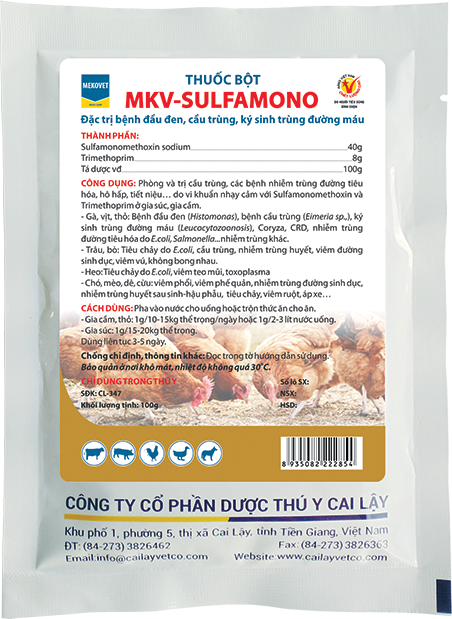 MEKOVET
THUỐC BỘT
MKV-SULFAMONO
Đặc trị bệnh đầu đen, cầu trùng, ký sinh trùng đường máu
DO NGƯỜI TIÊU DÙNG
BÌNH CHỌN
THÀNH PHẦN:
Sulfamonomethoxin sodium 40g
Trimethoprim 8g
Tá dược vđ 100g
CÔNG DỤNG: Phòng và trị cầu trùng, các bệnh nhiễm trùng đường tiêu
hóa, hô hấp, tiết niệu… do vi khuẩn nhạy cảm với Sulfamonomethoxin và
Trimethoprim ở gia súc, gia cầm.
- Gà, vịt, thỏ: Bệnh đầu đen (Histomonas), bệnh cầu trùng (Eimeria sp,.), ký
sinh trùng đường máu (Leucocytozoonosis), Coryza, CRD, nhiễm trùng
đường tiêu hóa do E.coli, Salmonella...nhiễm trùng khác.
- Trâu, bò: Tiêu chảy do E.coli, cầu trùng, nhiễm trùng huyết, viêm đường
sinh dục, viêm vú, không bong nhau.
- Heo: Tiêu chảy do E.coli, viêm teo mũi, toxoplasma
- Chó, mèo, dê, cừu: viêm phổi, viêm phế quản, nhiễm trùng đường sinh dục,
nhiễm trùng huyết sau sinh-hậu phẫu, tiêu chảy, viêm ruột, áp xe…
CÁCH DÙNG: Pha vào nước cho uống hoặc trộn thức ăn cho ăn.
- Gia cầm, thỏ: 1g/10-15kg thể trọng/ngày hoặc 1g/2-3 lít nước uống.
- Gia súc: 1g/15-20kg thể trọng.
Dùng liên tục 3-5 ngày.
Chống chỉ định, thông tin khác: Đọc trong tờ hướng dẫn sử dụng.
Bảo quản ở nơi khô mát, nhiệt độ không quá 30°C.
CHỈ DÙNG TRONG THÚ Y Số lô SX:
SĐK: CL-347 NSX:
Khối lượng tịnh: 100g HSD:
8 935082 222854
CÔNG TY CỔ PHẦN DƯỢC THÚ Y CAI LẬY
Khu phố 1, phường 5, thị xã Cai Lậy, tỉnh Tiền Giang, Việt Nam
ĐT: (84-273) 3826462 Fax: (84-273) 3826363
Email:info@cailayvetco.com Website:www.cailayvetco.com